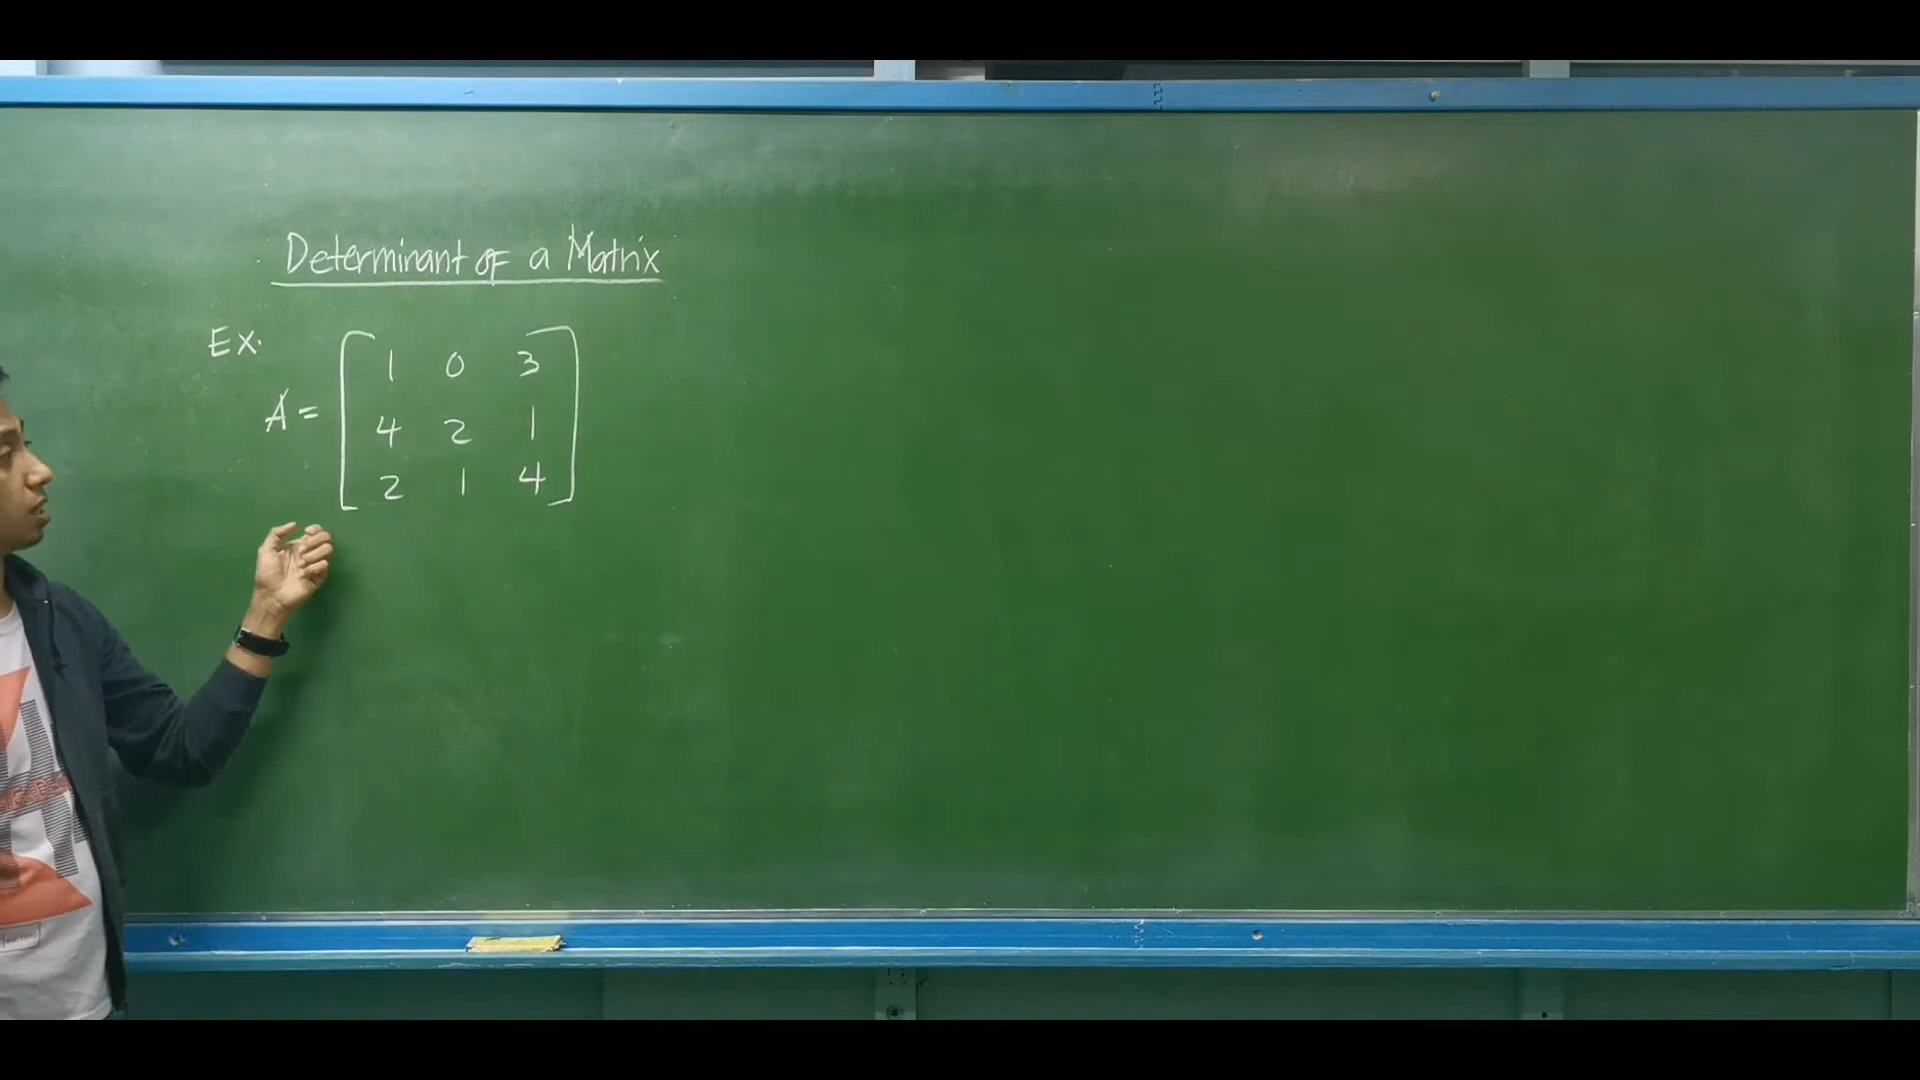 Determinant of a Matrix
Ex.
A = [ 1 0 3
4 2 1
2 1 4 ]